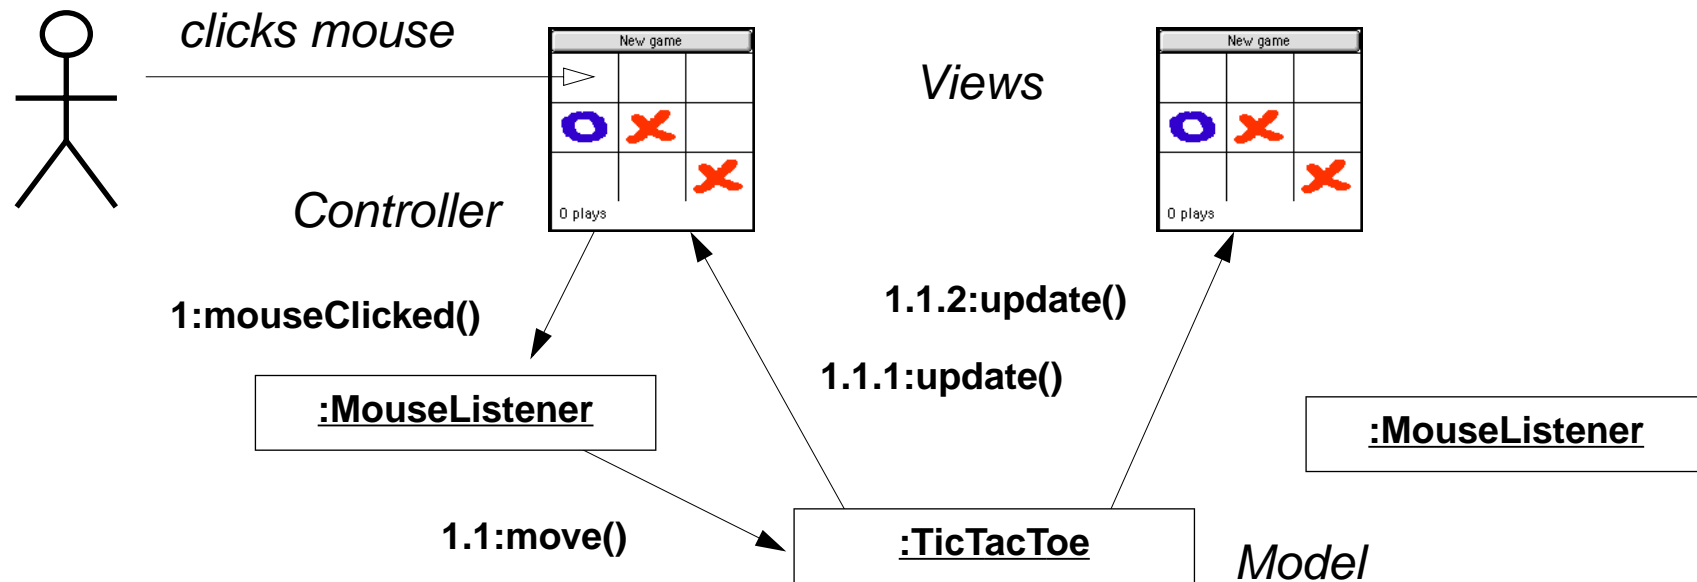 clicks mouse
New game
Views
New game
Controller
0 plays
0 plays
1:mouseClicked()
1.1.2:update()
1.1.1:update()
:MouseListener
:MouseListener
1.1:move()
:TicTacToe
Model